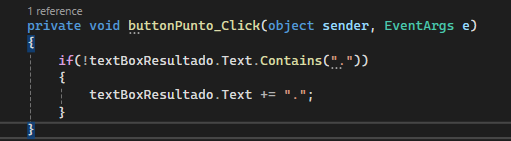 1 reference
private void buttonPunto_Click(object sender, EventArgs e)
{
if(!textBoxResultado.Text.Contains("."))
{
textBoxResultado.Text += ".";
}
}